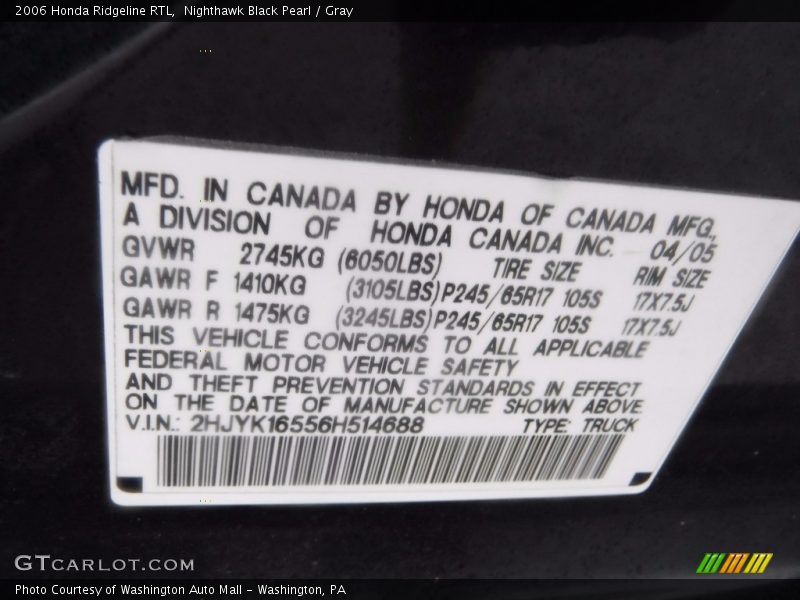 2006 Honda Ridgeline RTL,  Nighthawk Black Pearl / Gray
MFD. IN CANADA BY HONDA OF CANADA MFG.,
A DIVISION OF HONDA CANADA INC. 04/05
GVWR 2745KG (6050LBS) TIRE SIZE RIM SIZE
GAWR F 1410KG (3105LBS) P245/65R17 105S 17X7.5J
GAWR R 1475KG (3245LBS) P245/65R17 105S 17X7.5J
THIS VEHICLE CONFORMS TO ALL APPLICABLE
FEDERAL MOTOR VEHICLE SAFETY
AND THEFT PREVENTION STANDARDS IN EFFECT
ON THE DATE OF MANUFACTURE SHOWN ABOVE.
V.I.N.: 2HJYK16556H514688 TYPE: TRUCK
GTCARLOT.COM
Photo Courtesy of Washington Auto Mall - Washington, PA